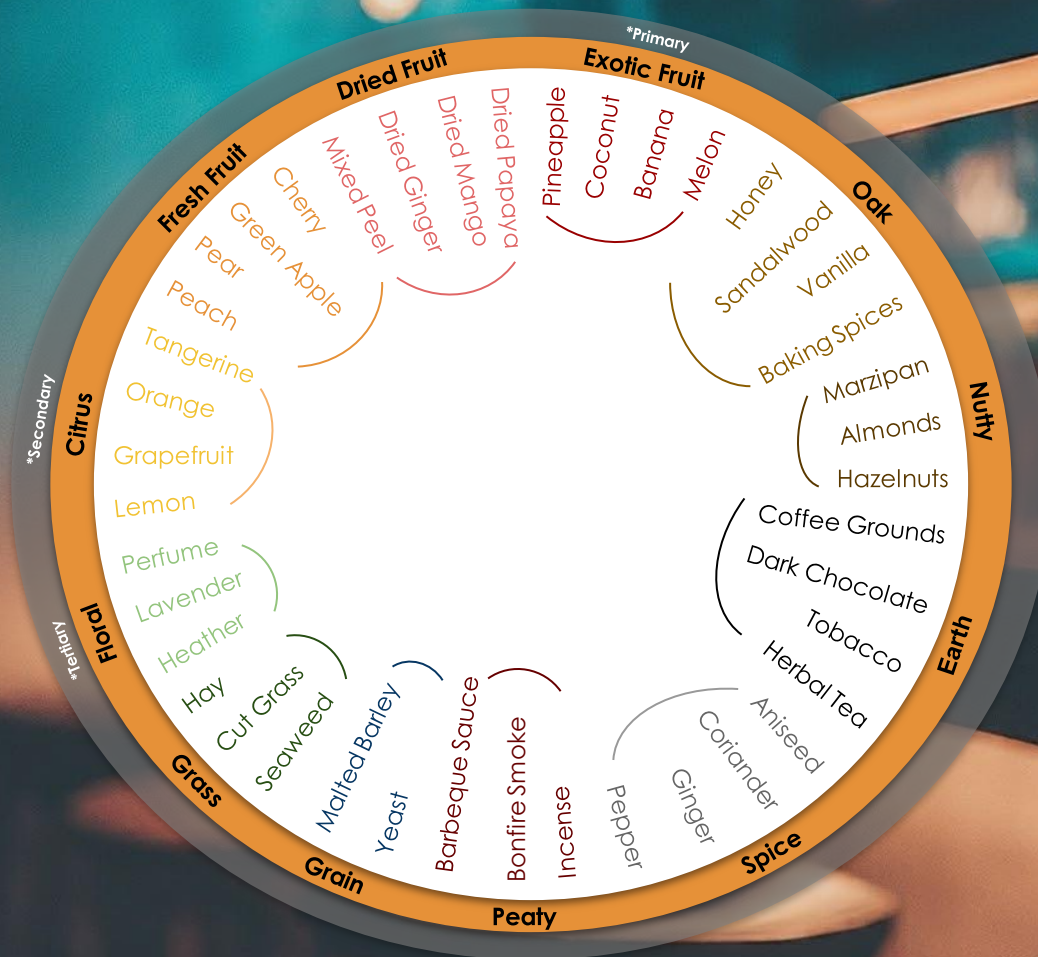 *Primary
Exotic Fruit
Pineapple
Coconut
Banana
Melon
Oak
Honey
Sandalwood
Vanilla
Baking Spices
Nutty
Marzipan
Almonds
Hazelnuts
Earth
Coffee Grounds
Dark Chocolate
Tobacco
Herbal Tea
Spice
Aniseed
Coriander
Ginger
Pepper
Peaty
Incense
Bonfire Smoke
Barbeque Sauce
Grain
Yeast
Malted Barley
Grass
Seaweed
Cut Grass
Hay
*Tertiary
Floral
Heather
Lavender
Perfume
*Secondary
Citrus
Lemon
Grapefruit
Orange
Tangerine
Fresh Fruit
Peach
Pear
Green Apple
Cherry
Dried Fruit
Mixed Peel
Dried Ginger
Dried Mango
Dried Papaya